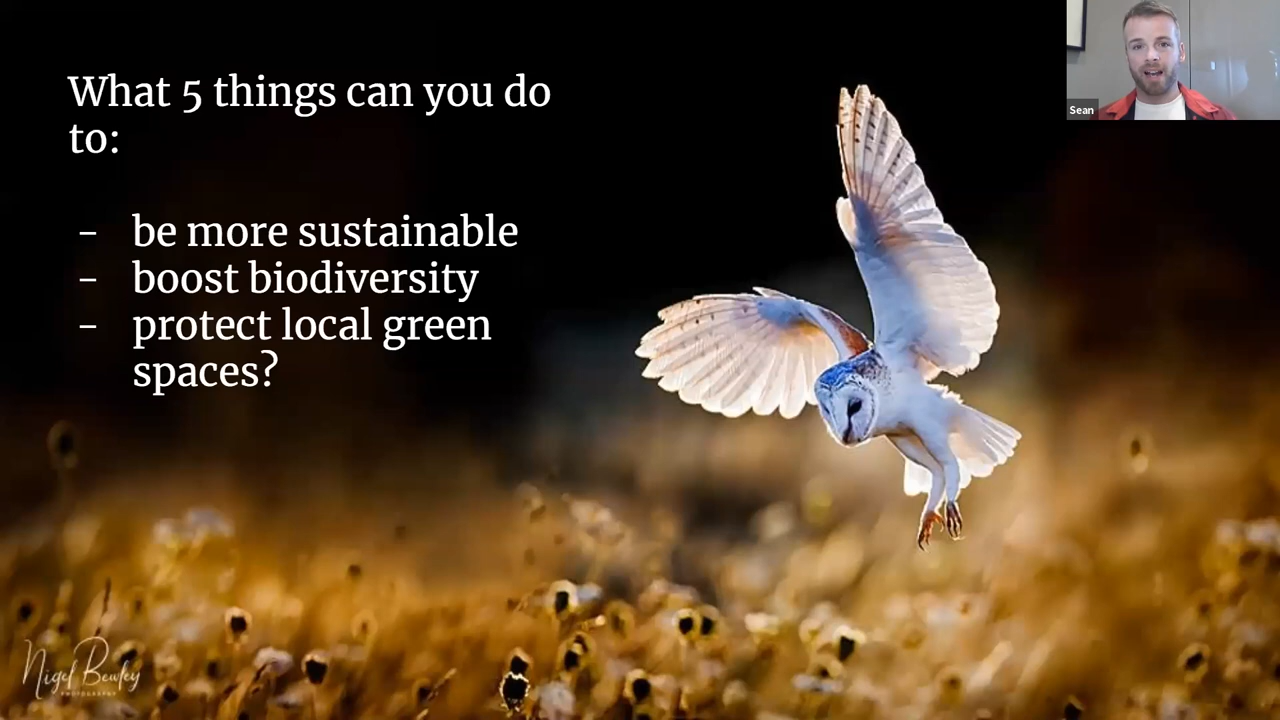 What 5 things can you do
to:
- be more sustainable
- boost biodiversity
- protect local green
spaces?
Sean
Nigel Bewley
PHOTOGRAPHY